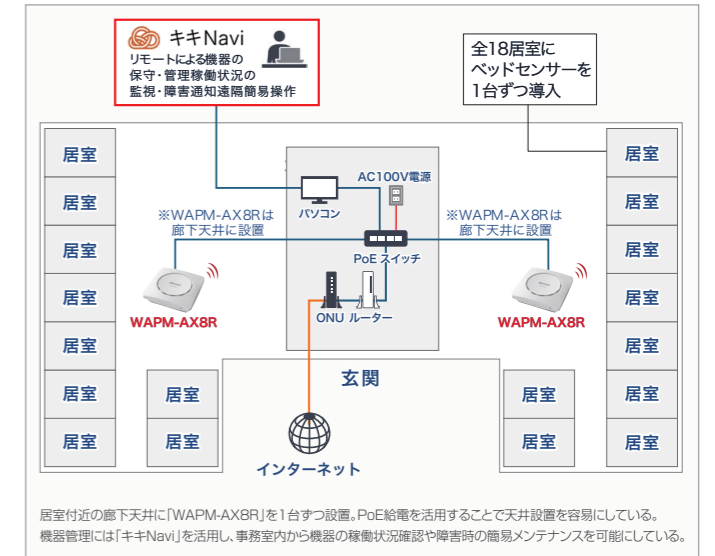 キキNavi
リモートによる機器の
保守・管理稼働状況の
監視・障害通知遠隔簡易操作
全18居室に
ベッドセンサーを
1台ずつ導入
居室
居室
居室
居室
居室
居室
居室
居室
居室
AC100V電源
パソコン
※WAPM-AX8Rは
廊下天井に設置
※WAPM-AX8Rは
廊下天井に設置
PoE スイッチ
WAPM-AX8R
ONU ルーター
WAPM-AX8R
玄関
インターネット
居室
居室
居室
居室
居室
居室
居室
居室
居室
居室付近の廊下天井に「WAPM-AX8R」を1台ずつ設置。PoE給電を活用することで天井設置を容易にしている。
機器管理には「キキNavi」を活用し、事務室内から機器の稼働状況確認や障害時の簡易メンテナンスを可能にしている。